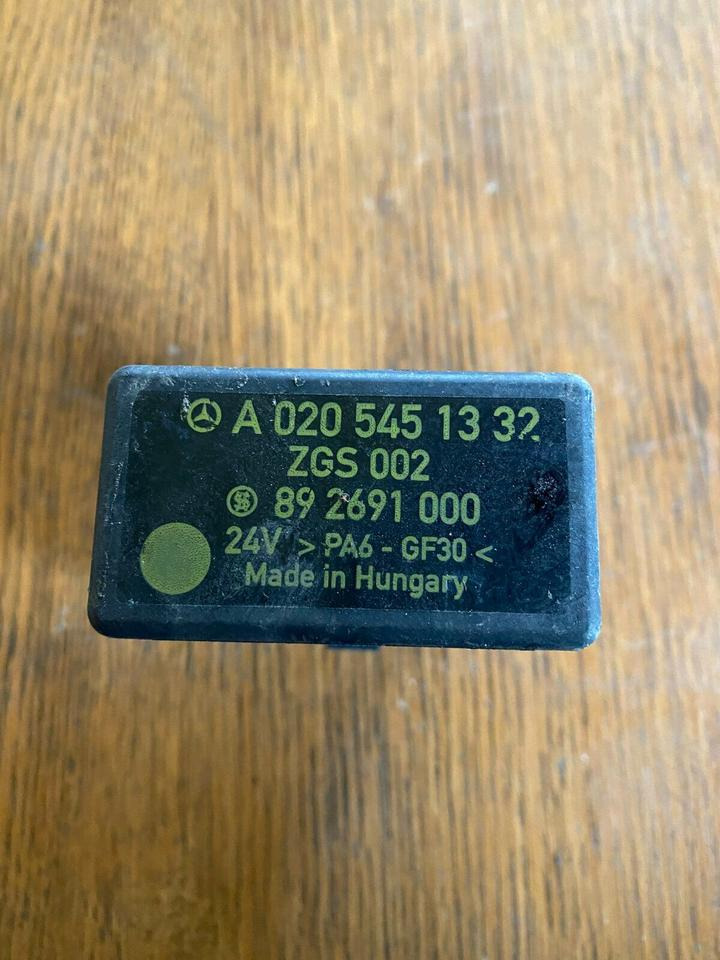 A 020 545 13 32
ZGS 002
89 2691 000
24V > PA6 - GF30 <
Made in Hungary